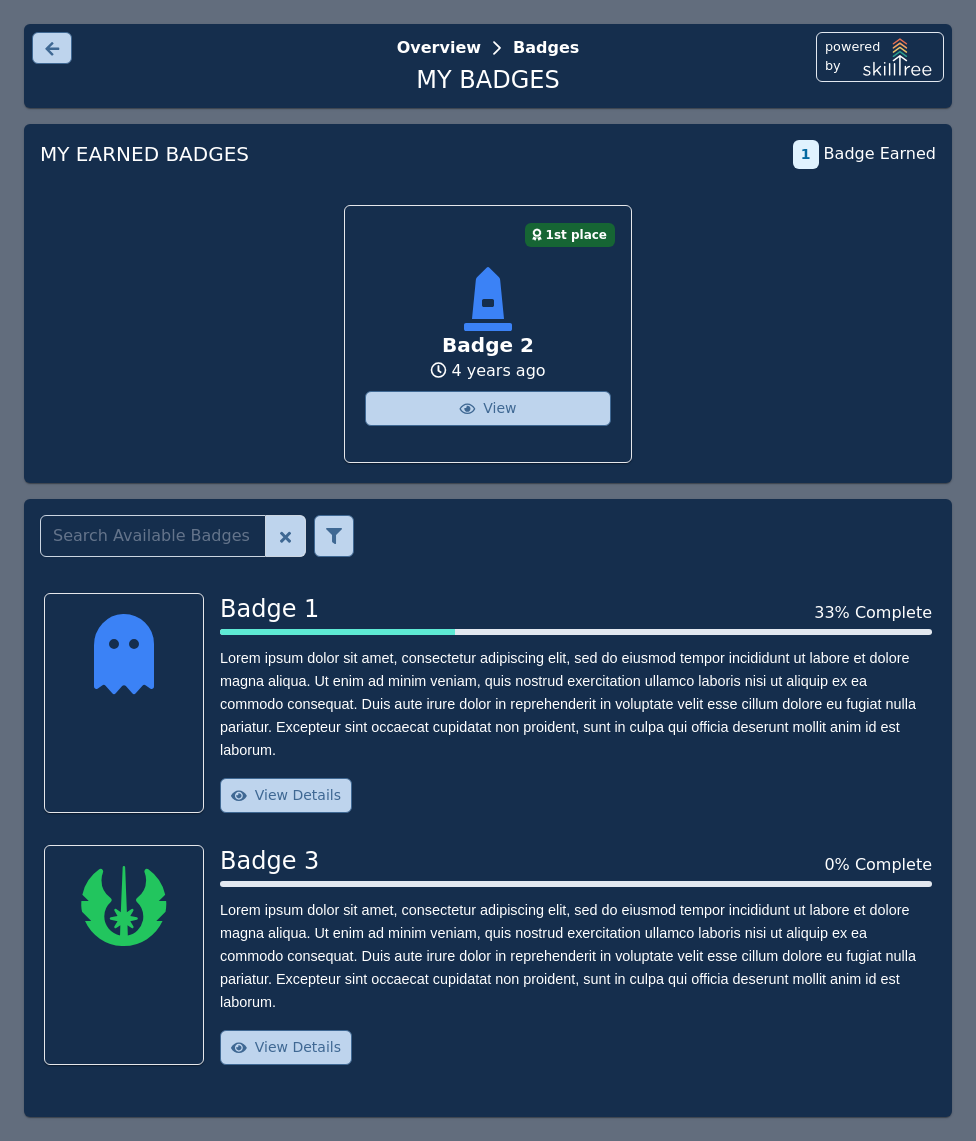 Overview Badges
MY BADGES
powered
by
skilltree
MY EARNED BADGES
1 Badge Earned
1st place
Badge 2
4 years ago
View
Search Available Badges
Badge 1
33% Complete
Lorem ipsum dolor sit amet, consectetur adipiscing elit, sed do eiusmod tempor incididunt ut labore et dolore
magna aliqua. Ut enim ad minim veniam, quis nostrud exercitation ullamco laboris nisi ut aliquip ex ea
commodo consequat. Duis aute irure dolor in reprehenderit in voluptate velit esse cillum dolore eu fugiat nulla
pariatur. Excepteur sint occaecat cupidatat non proident, sunt in culpa qui officia deserunt mollit anim id est
laborum.
View Details
Badge 3
0% Complete
Lorem ipsum dolor sit amet, consectetur adipiscing elit, sed do eiusmod tempor incididunt ut labore et dolore
magna aliqua. Ut enim ad minim veniam, quis nostrud exercitation ullamco laboris nisi ut aliquip ex ea
commodo consequat. Duis aute irure dolor in reprehenderit in voluptate velit esse cillum dolore eu fugiat nulla
pariatur. Excepteur sint occaecat cupidatat non proident, sunt in culpa qui officia deserunt mollit anim id est
laborum.
View Details